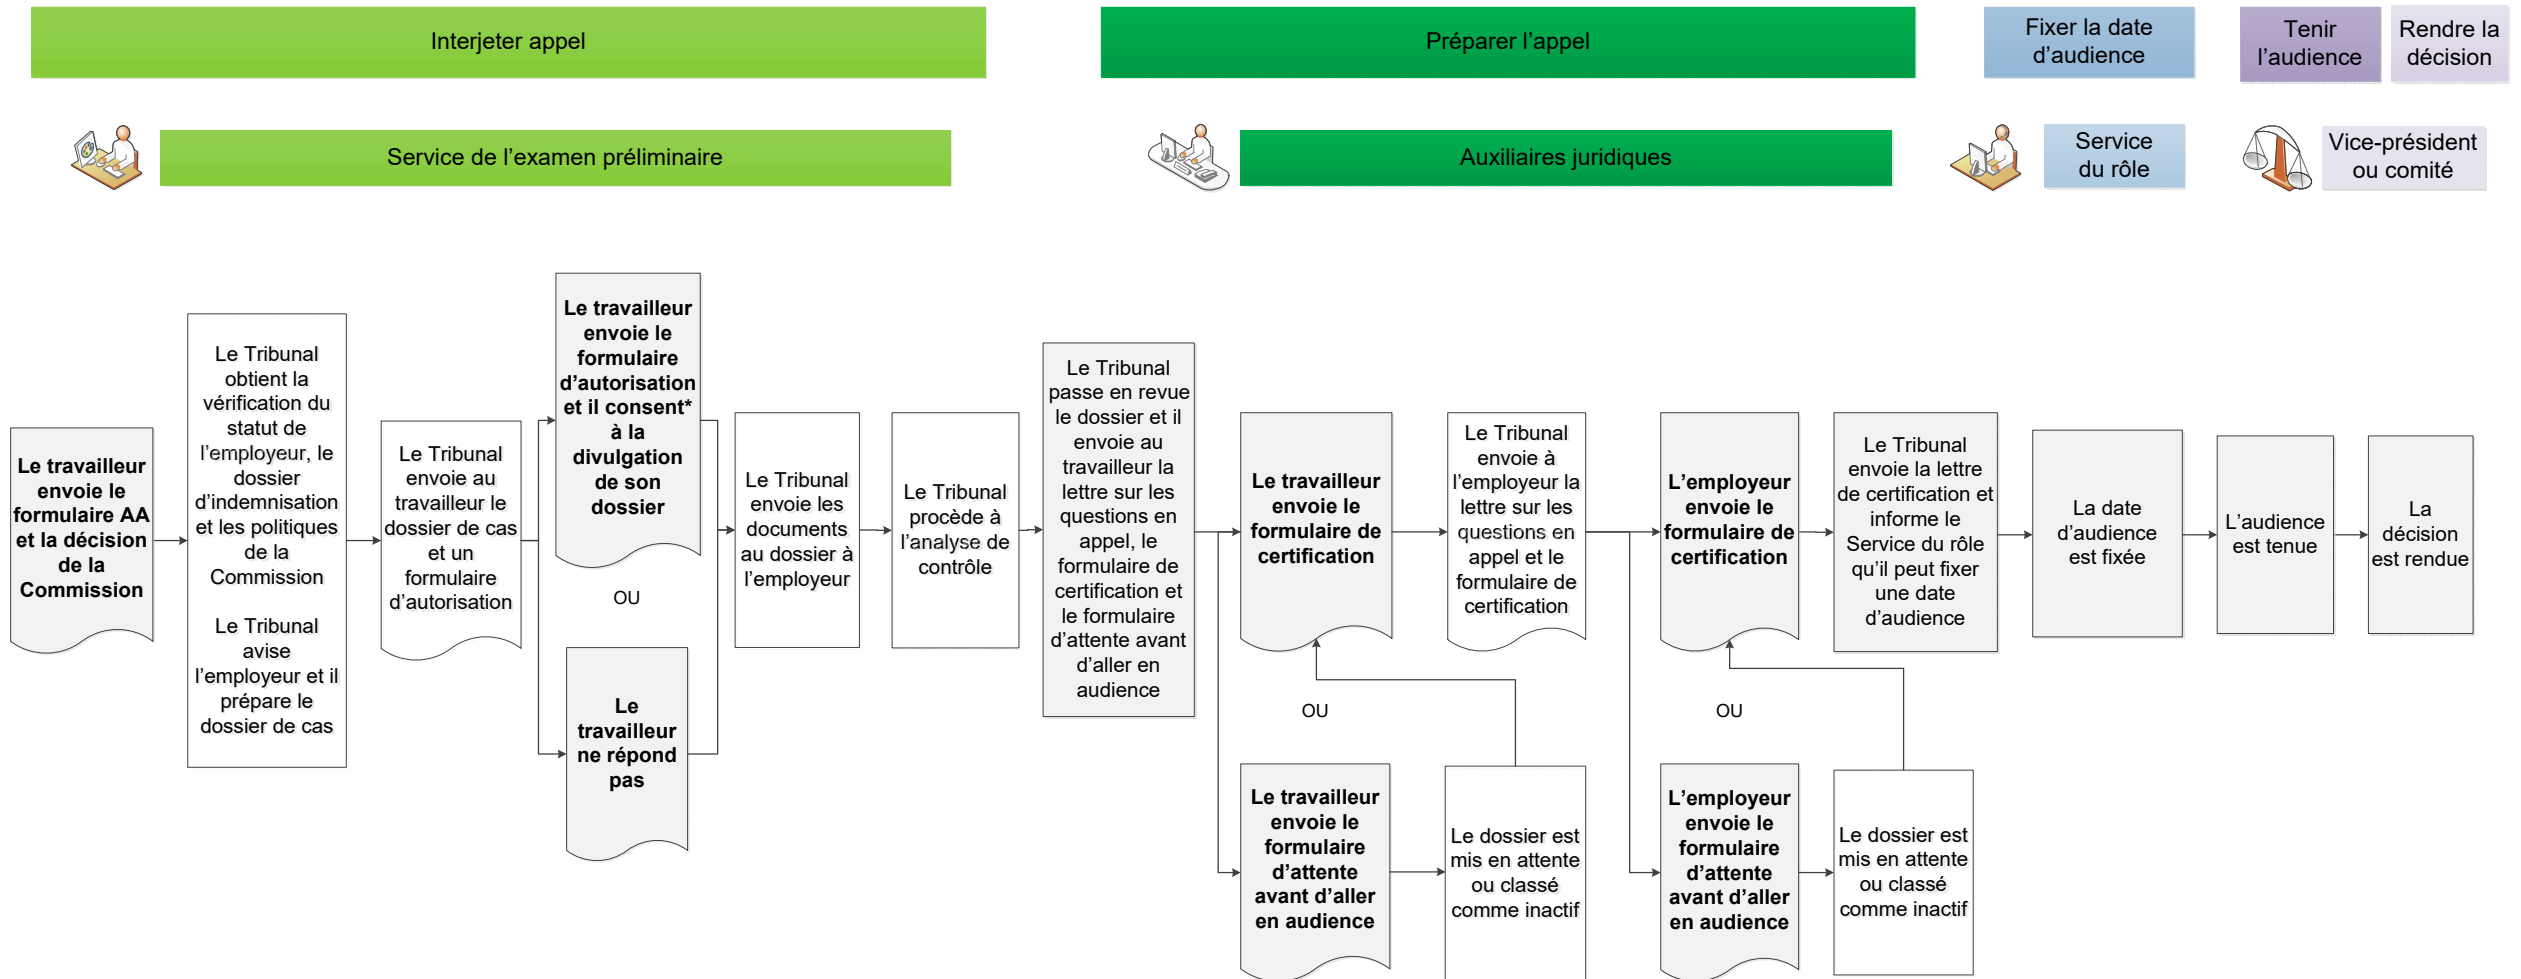 Interjeter appel
Préparer l’appel
Fixer la date
d’audience
Tenir
l’audience
Rendre la
décision
Service de l’examen préliminaire
Auxiliaires juridiques
Service
du rôle
Vice-président
ou comité
Le travailleur
envoie le
formulaire AA
et la décision
de la
Commission
Le Tribunal
obtient la
vérification du
statut de
l’employeur, le
dossier
d’indemnisation
et les politiques
de la
Commission
Le Tribunal
avise
l’employeur et il
prépare le
dossier de cas
Le Tribunal
envoie au
travailleur le
dossier de cas
et un
formulaire
d’autorisation
Le travailleur
envoie le
formulaire
d’autorisation
et il consent*
à la
divulgation
de son
dossier
OU
Le
travailleur
ne répond
pas
Le Tribunal
envoie les
documents
au dossier à
l’employeur
Le Tribunal
procède à
l’analyse de
contrôle
Le Tribunal
passe en revue
le dossier et il
envoie au
travailleur la
lettre sur les
questions en
appel, le
formulaire de
certification et
le formulaire
d’attente avant
d’aller en
audience
Le travailleur
envoie le
formulaire de
certification
OU
Le travailleur
envoie le
formulaire
d’attente
avant d’aller
en audience
Le Tribunal
envoie à
l’employeur la
lettre sur les
questions en
appel et le
formulaire de
certification
Le dossier est
mis en attente
ou classé
comme inactif
L’employeur
envoie le
formulaire de
certification
OU
L’employeur
envoie le
formulaire
d’attente
avant d’aller
en audience
Le Tribunal
envoie la lettre
de certification et
informe le
Service du rôle
qu’il peut fixer
une date
d’audience
Le dossier est
mis en attente
ou classé
comme inactif
La date
d’audience
est fixée
L’audience
est tenue
La
décision
est rendue